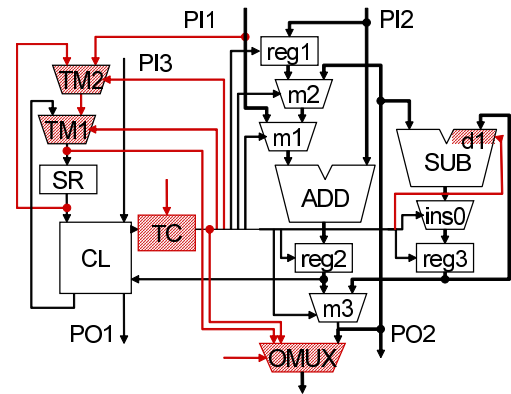 PI1
PI2
reg1
PI3
TM2
m2
TM1
m1
d1
SUB
SR
ADD
ins0
TC
CL
reg2
reg3
m3
PO1
PO2
OMUX